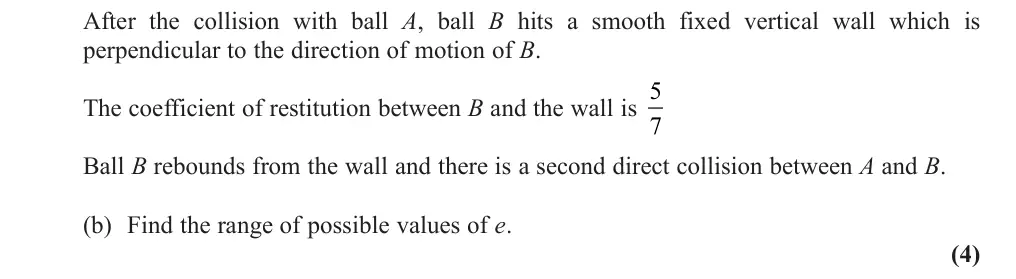 After the collision with ball A, ball B hits a smooth fixed vertical wall which is
perpendicular to the direction of motion of B.
The coefficient of restitution between B and the wall is 5/7
Ball B rebounds from the wall and there is a second direct collision between A and B.
(b) Find the range of possible values of e.
(4)